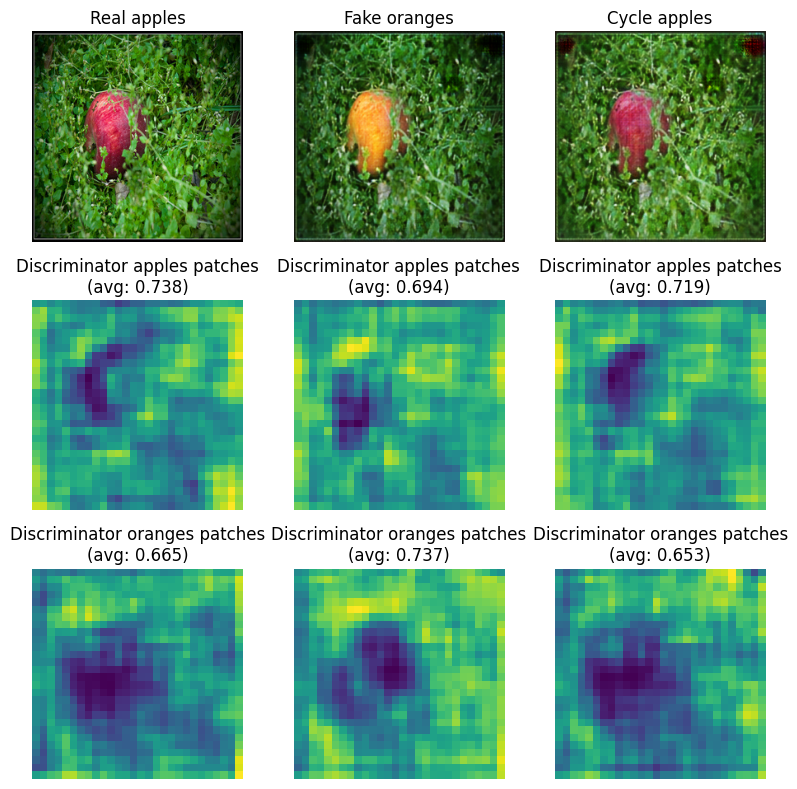 Real apples
Fake oranges
Cycle apples
Discriminator apples patches
(avg: 0.738)
Discriminator apples patches
(avg: 0.694)
Discriminator apples patches
(avg: 0.719)
Discriminator oranges patches
(avg: 0.665)
Discriminator oranges patches
(avg: 0.737)
Discriminator oranges patches
(avg: 0.653)